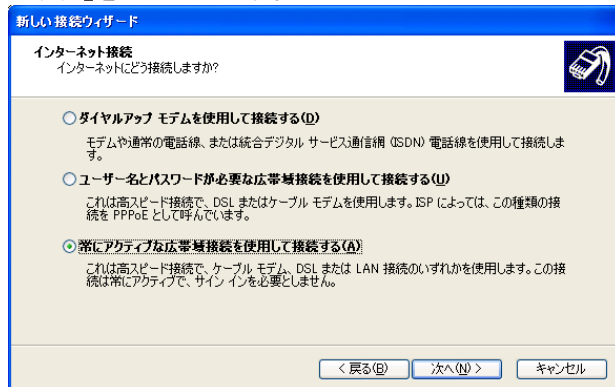 新しい接続ウィザード
インターネット接続
インターネットにどう接続しますか?
ダイヤルアップ モデムを使用して接続する(D)
モデムや通常の電話線、または統合デジタル サービス通信網 (ISDN) 電話線を使用して接続しま
す。
ユーザー名とパスワードが必要な広帯域接続を使用して接続する(U)
これは高スピード接続で、DSL またはケーブル モデムを使用します。ISP によっては、この種類の接
続を PPPoE として呼んでいます。
常にアクティブな広帯域接続を使用して接続する(A)
これは高スピード接続で、ケーブル モデム、DSL または LAN 接続のいずれかを使用します。この接
続は常にアクティブで、サイン インを必要としません。
< 戻る(B) 次へ(N) > キャンセル